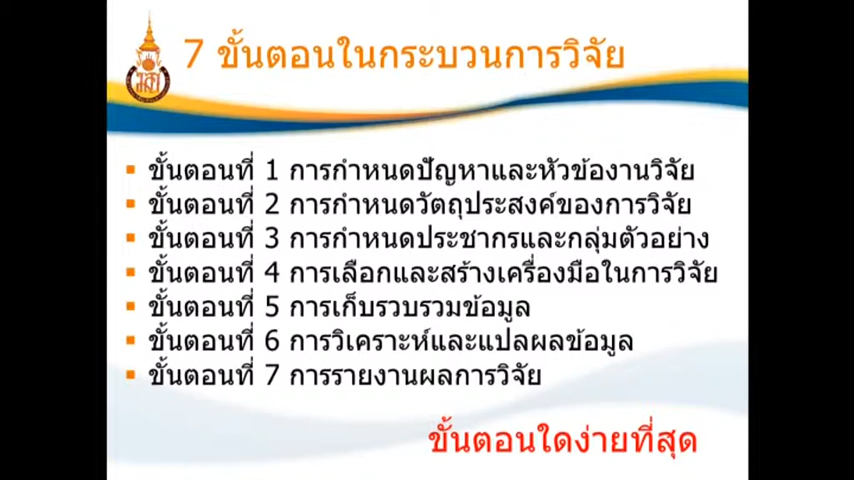 7 ขั้นตอนในกระบวนการวิจัย
▪ ขั้นตอนที่ 1 การกำหนดปัญหาและหัวข้องานวิจัย
▪ ขั้นตอนที่ 2 การกำหนดวัตถุประสงค์ของการวิจัย
▪ ขั้นตอนที่ 3 การกำหนดประชากรและกลุ่มตัวอย่าง
▪ ขั้นตอนที่ 4 การเลือกและสร้างเครื่องมือในการวิจัย
▪ ขั้นตอนที่ 5 การเก็บรวบรวมข้อมูล
▪ ขั้นตอนที่ 6 การวิเคราะห์และแปลผลข้อมูล
▪ ขั้นตอนที่ 7 การรายงานผลการวิจัย
ขั้นตอนใดง่ายที่สุด